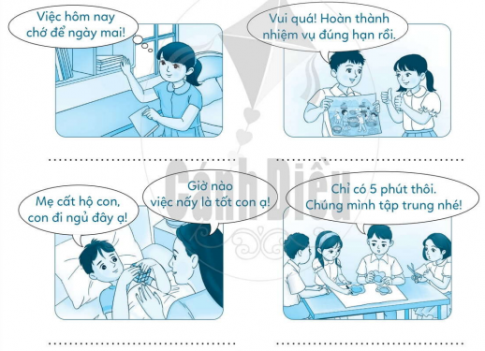 Việc hôm nay
chớ để ngày mai!
Vui quá! Hoàn thành
nhiệm vụ đúng hạn rồi.
Cánh Diều
Mẹ cất hộ con,
con đi ngủ đây ạ!
Giờ nào
việc nấy là tốt con ạ!
Chỉ có 5 phút thôi.
Chúng mình tập trung nhé!